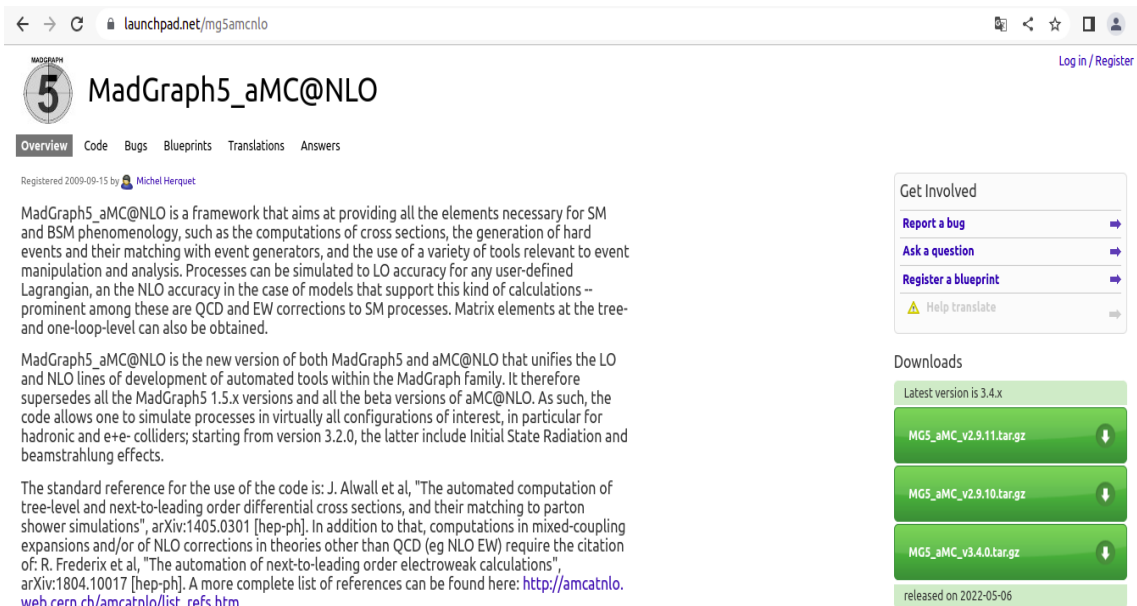 launchpad.net/mg5amcnlo
Log in / Register
MADGRAPH
5
MadGraph5_aMC@NLO
Overview Code Bugs Blueprints Translations Answers
Registered 2009-09-15 by Michel Herquet
MadGraph5_aMC@NLO is a framework that aims at providing all the elements necessary for SM
and BSM phenomenology, such as the computations of cross sections, the generation of hard
events and their matching with event generators, and the use of a variety of tools relevant to event
manipulation and analysis. Processes can be simulated to LO accuracy for any user-defined
Lagrangian, an the NLO accuracy in the case of models that support this kind of calculations --
prominent among these are QCD and EW corrections to SM processes. Matrix elements at the tree-
and one-loop-level can also be obtained.
MadGraph5_aMC@NLO is the new version of both MadGraph5 and aMC@NLO that unifies the LO
and NLO lines of development of automated tools within the MadGraph family. It therefore
supersedes all the MadGraph5 1.5.x versions and all the beta versions of aMC@NLO. As such, the
code allows one to simulate processes in virtually all configurations of interest, in particular for
hadronic and e+e- colliders; starting from version 3.2.0, the latter include Initial State Radiation and
beamstrahlung effects.
The standard reference for the use of the code is: J. Alwall et al, "The automated computation of
tree-level and next-to-leading order differential cross sections, and their matching to parton
shower simulations", arXiv:1405.0301 [hep-ph]. In addition to that, computations in mixed-coupling
expansions and/or of NLO corrections in theories other than QCD (eg NLO EW) require the citation
of: R. Frederix et al, "The automation of next-to-leading order electroweak calculations",
arXiv:1804.10017 [hep-ph]. A more complete list of references can be found here: http://amcatnlo.
web.cern.ch/amcatnlo/list_refs.htm
Get Involved
Report a bug
Ask a question
Register a blueprint
Help translate
Downloads
Latest version is 3.4.x
MG5_aMC_v2.9.11.tar.gz
MG5_aMC_v2.9.10.tar.gz
MG5_aMC_v3.4.0.tar.gz
released on 2022-05-06